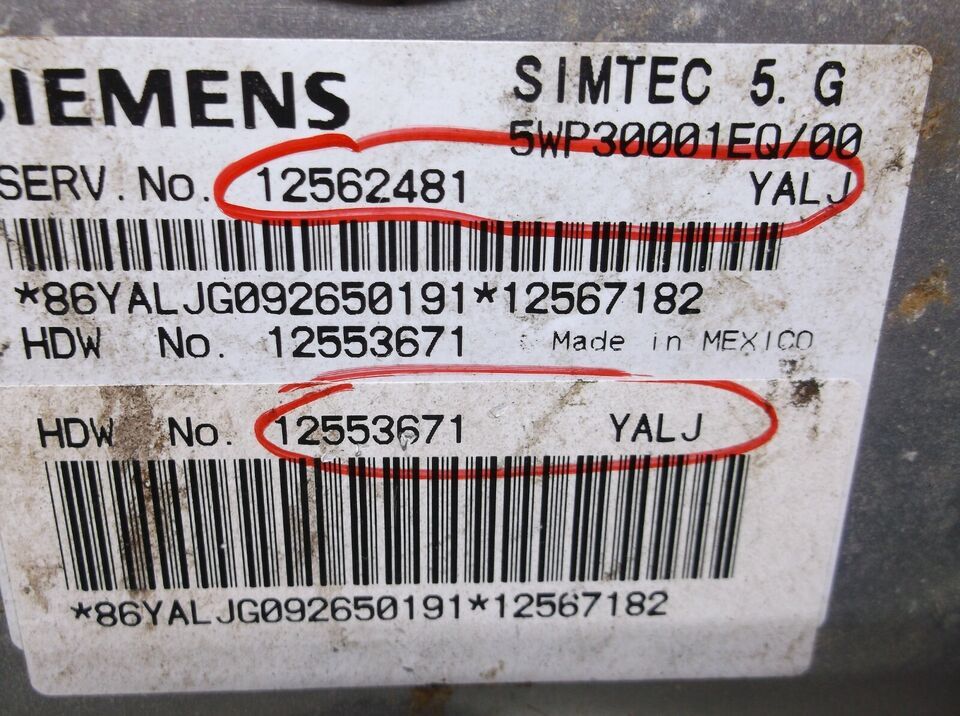 SIEMENS SIMTEC 5. G
5WP30001EQ/00
SERV. No. 12562481 YALJ
*86YALJG092650191*12567182
HDW No. 12553671 Made in MEXICO
HDW No. 12553671 YALJ
*86YALJG092650191*12567182